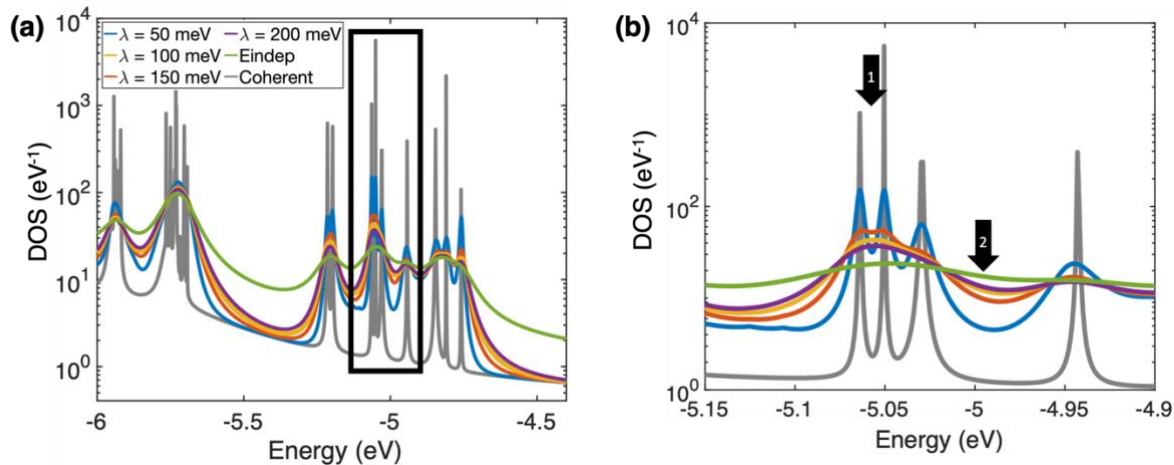 (a)
λ = 50 meV
λ = 100 meV
λ = 150 meV
λ = 200 meV
Eindep
Coherent
10⁴
10³
10²
10¹
10⁰
DOS (eV⁻¹)
-6
-5.5
-5
-4.5
Energy (eV)
(b)
1
2
10⁴
10²
10⁰
DOS (eV⁻¹)
-5.15
-5.1
-5.05
-5
-4.95
-4.9
Energy (eV)